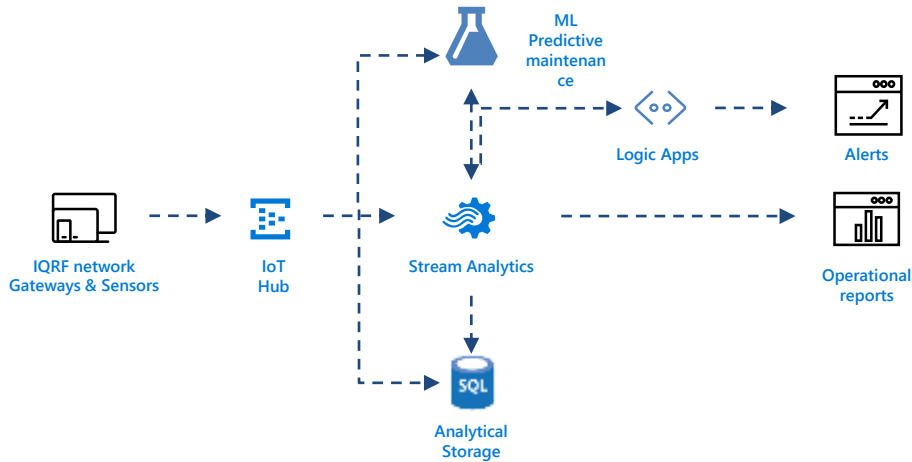 ML
Predictive
maintenan
ce
Logic Apps
Alerts
IQRF network
Gateways & Sensors
IoT
Hub
Stream Analytics
Operational
reports
SQL
Analytical
Storage